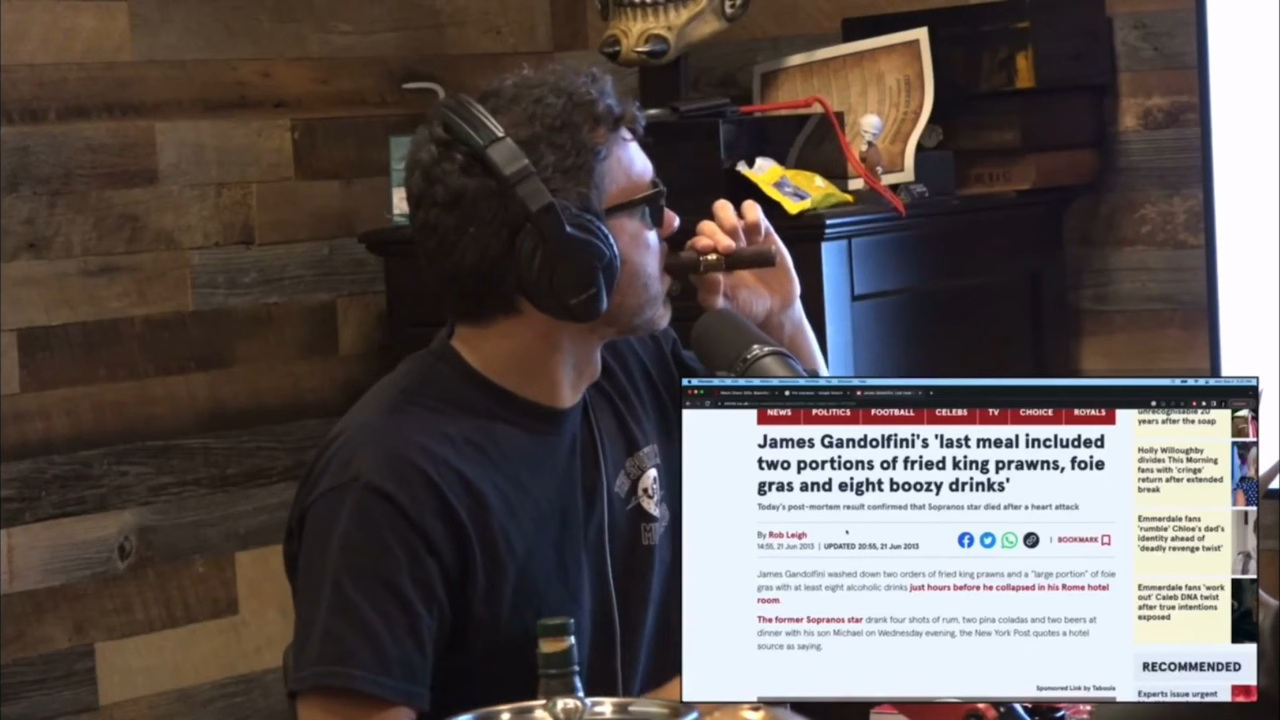 NEWS POLITICS FOOTBALL CELEBS TV CHOICE ROYALS
James Gandolfini's 'last meal included
two portions of fried king prawns, foie
gras and eight boozy drinks'
Today's post-mortem result confirmed that Sopranos star died after a heart attack
By Rob Leigh
14:55, 21 Jun 2013 | UPDATED 20:55, 21 JUN 2013
BOOKMARK
James Gandolfini washed down two orders of fried king prawns and a "large portion" of foie
gras with at least eight alcoholic drinks just hours before he collapsed in his Rome hotel
room.
The former Sopranos star drank four shots of rum, two pina coladas and two beers at
dinner with his son Michael on Wednesday evening, the New York Post quotes a hotel
source as saying.
Sponsored Link by Taboola
unrecognisable 20
years after the soap
Holly Willoughby
divides This Morning
fans with 'cringe'
return after extended
break
Emmerdale fans
'rumble' Chloe's dad's
identity ahead of
'deadly revenge twist'
Emmerdale fans 'work
out' Caleb DNA twist
after true intentions
exposed
RECOMMENDED
Experts issue urgent